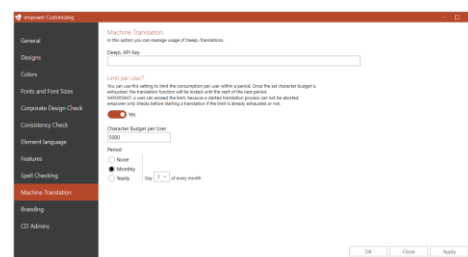 empower Customizing
General
Designs
Colors
Fonts and Font Sizes
Corporate Design Check
Consistency Check
Element language
Features
Spell Checking
Machine Translation
Branding
CD Admins
Machine Translation
In this option you can manage usage of DeepL-Translations.
DeepL API Key
Limit per User?
You can use this setting to limit the consumption per user within a period. Once the set character budget is
exhausted, the translation function will be locked until the start of the next period.
IMPORTANT: a user can exceed the limit, because a started translation process can not be aborted.
empower only checks before starting a translation if the limit is already exhausted or not.
Yes
Character Budget per User
5000
Period
None
Monthly
Yearly
Day 1 of every month
OK Close Apply